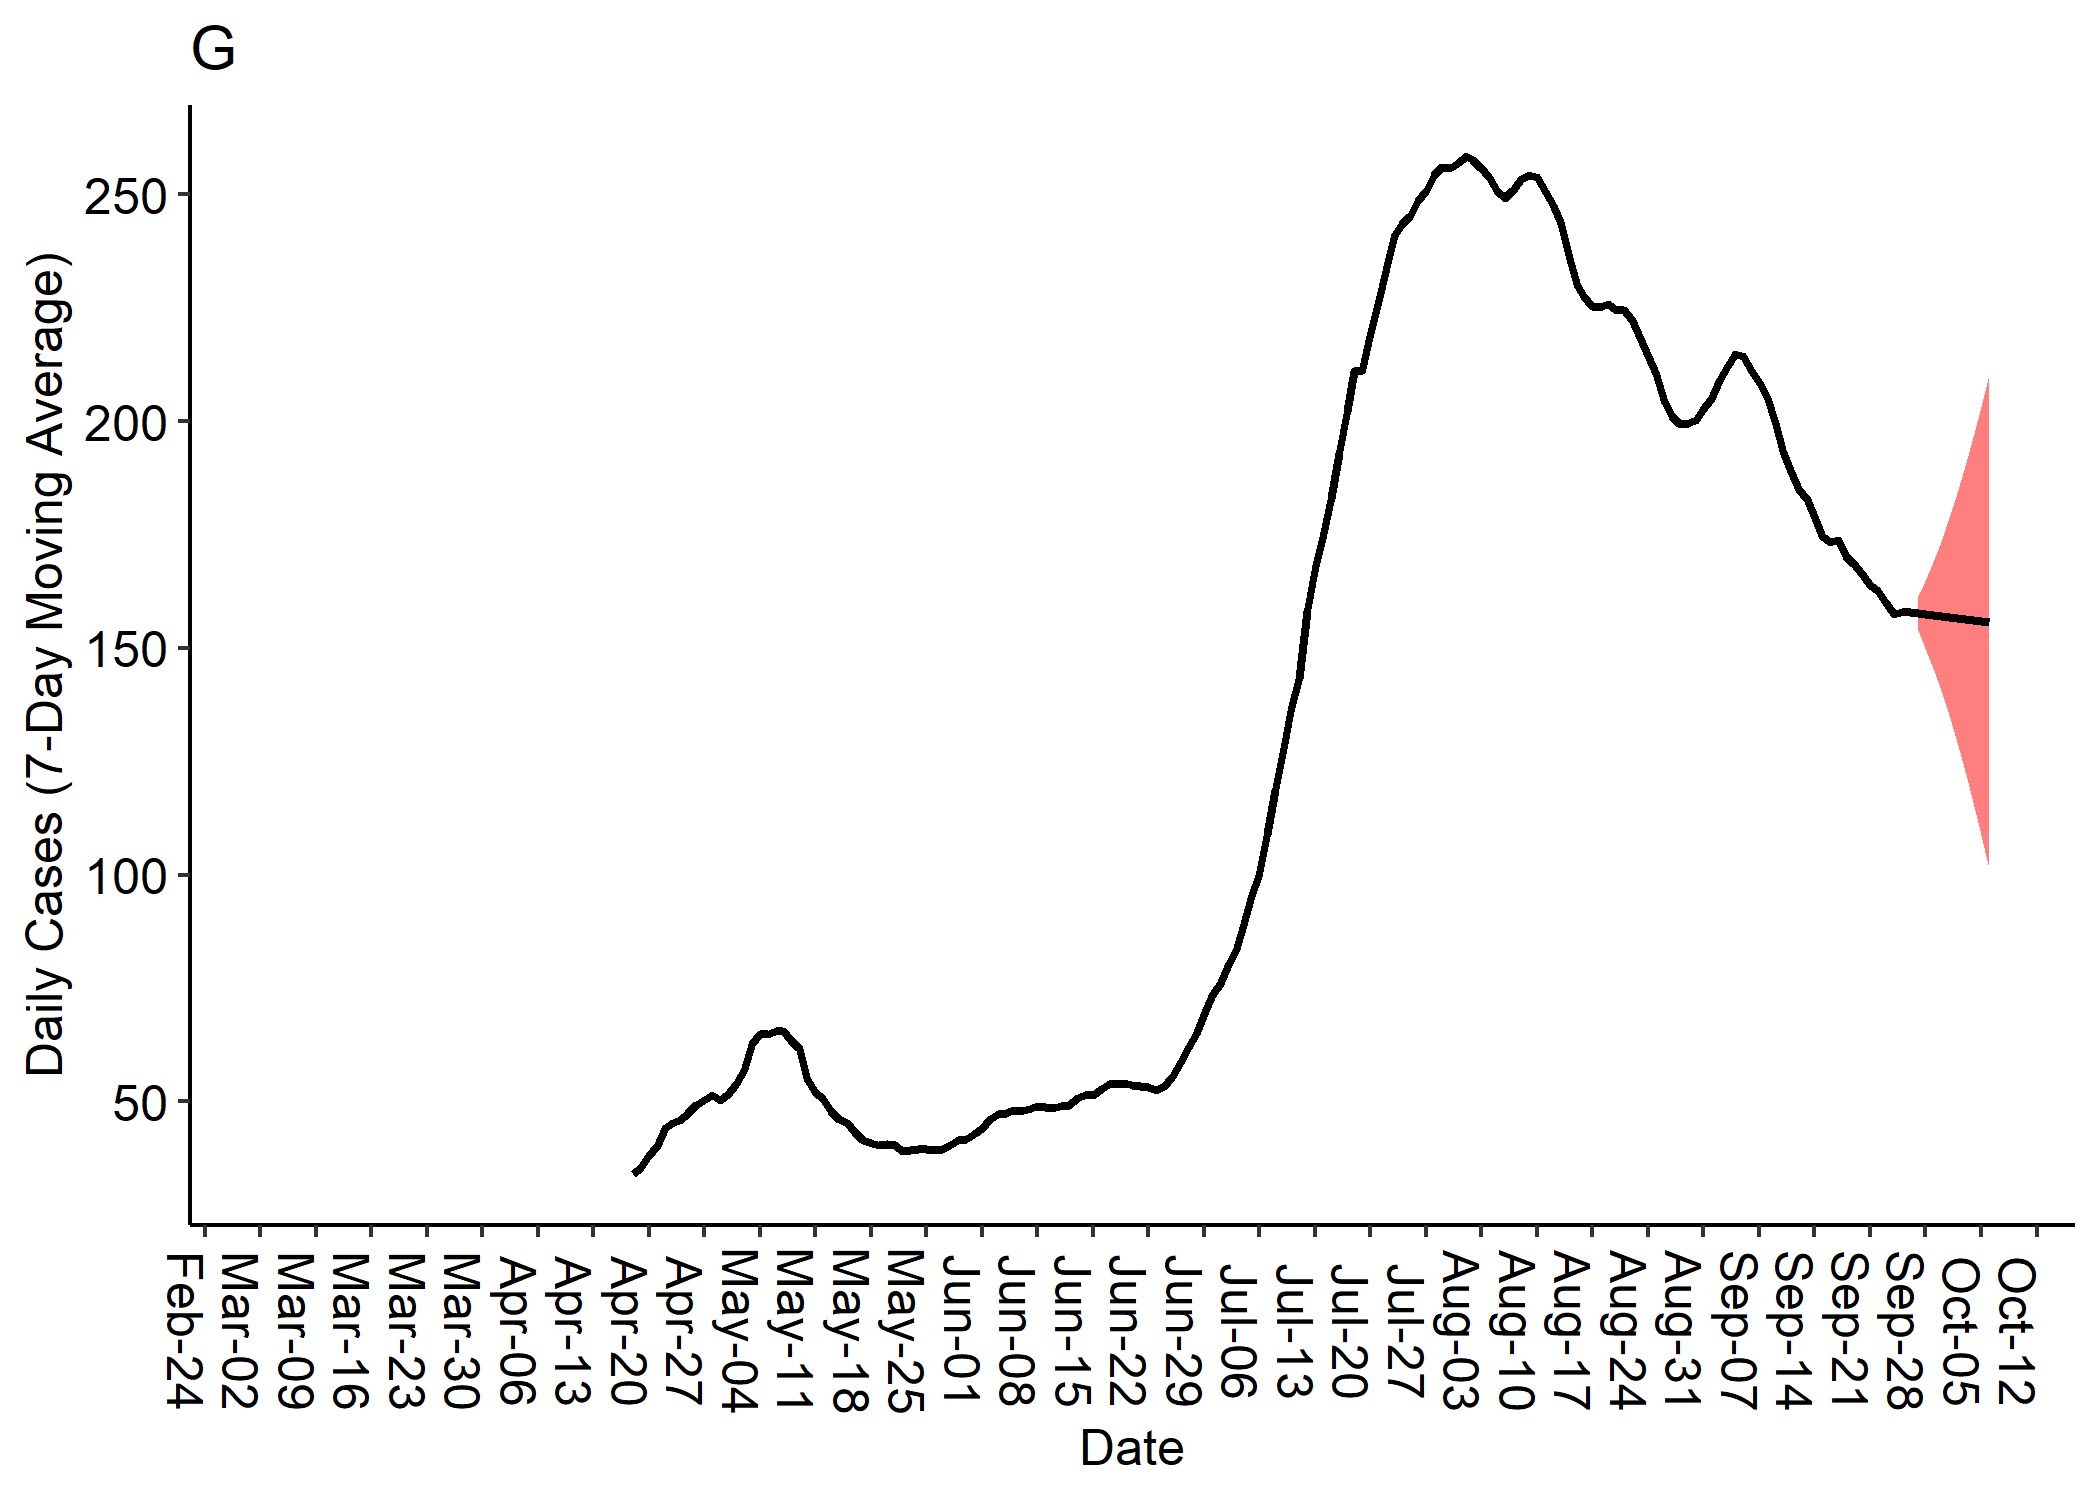 G
Daily Cases (7-Day Moving Average)
250
200
150
100
50
Feb-24
Mar-02
Mar-09
Mar-16
Mar-23
Mar-30
Apr-06
Apr-13
Apr-20
Apr-27
May-04
May-11
May-18
May-25
Jun-01
Jun-08
Jun-15
Jun-22
Jun-29
Jul-06
Jul-13
Jul-20
Jul-27
Aug-03
Aug-10
Aug-17
Aug-24
Aug-31
Sep-07
Sep-14
Sep-21
Sep-28
Oct-05
Oct-12
Date